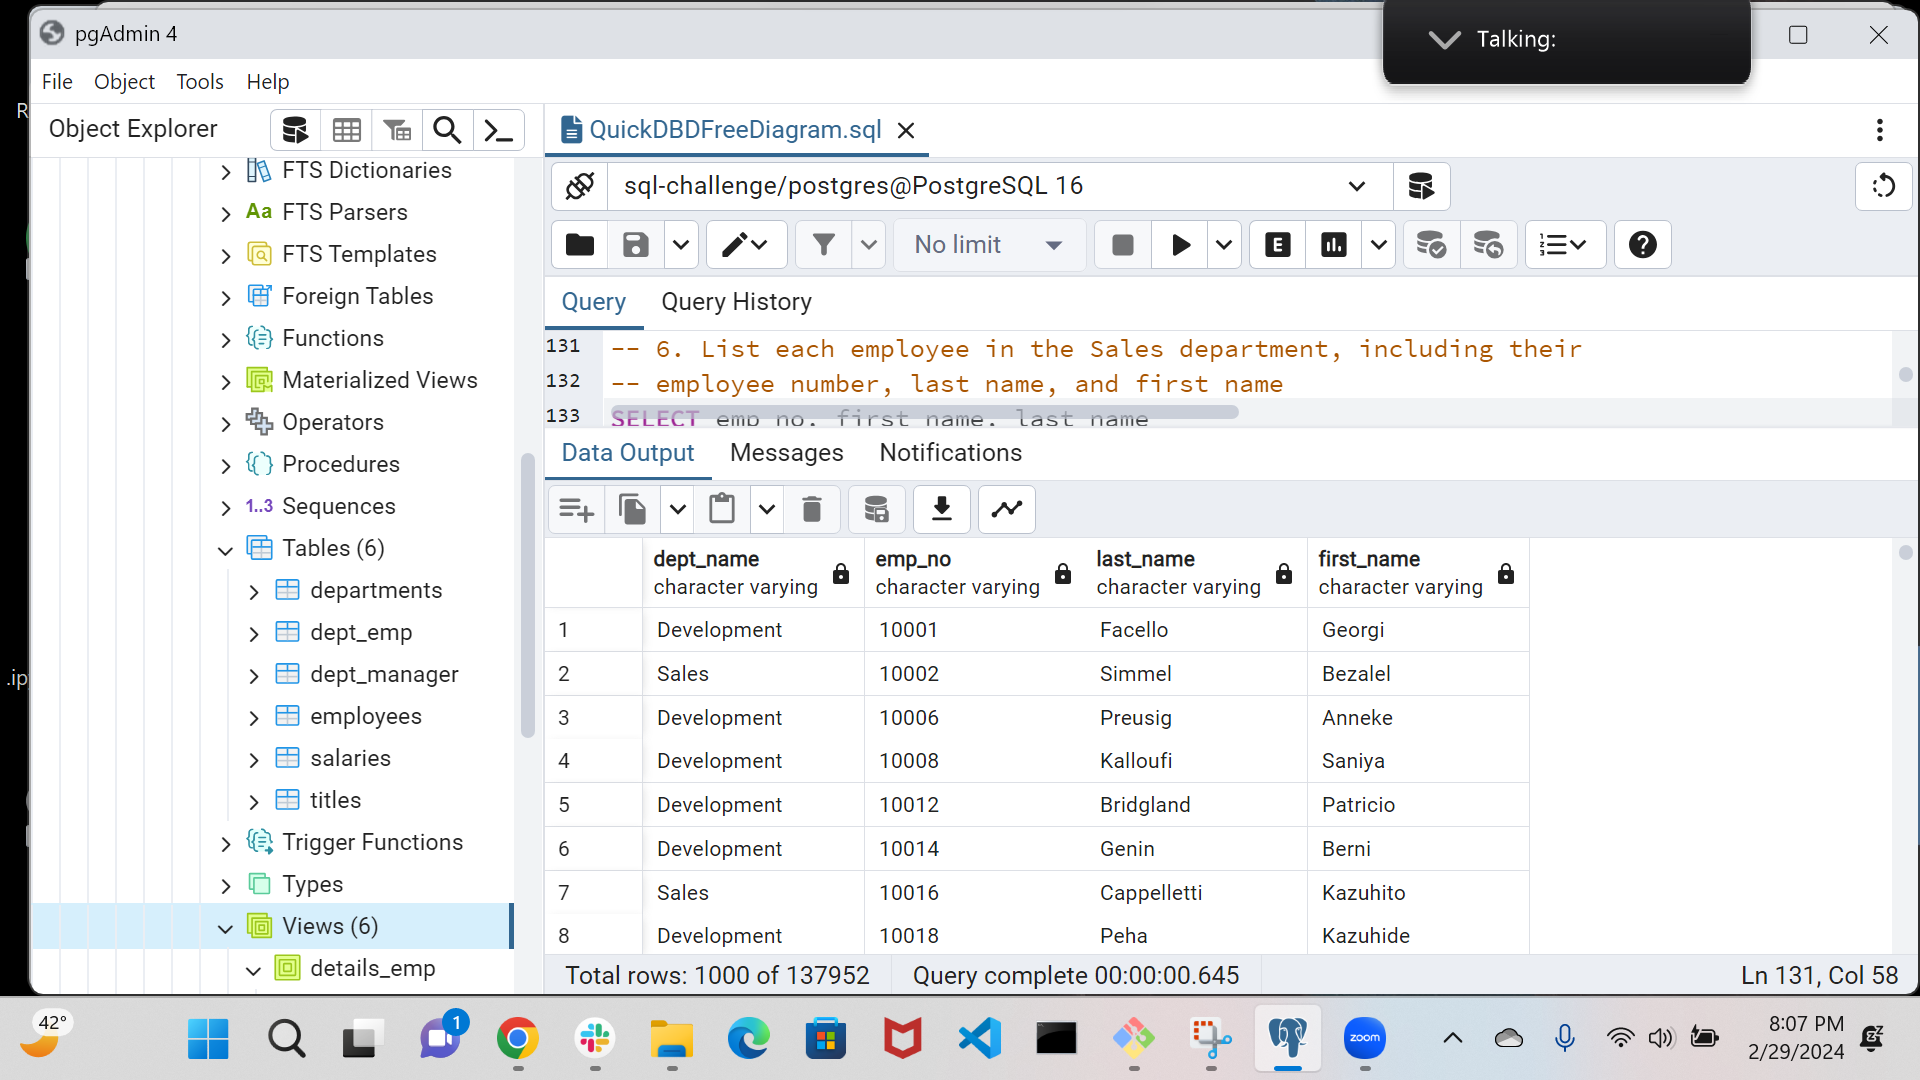 pgAdmin 4
Talking:
File Object Tools Help
R
Object Explorer
QuickDBDFreeDiagram.sql
FTS Dictionaries
sql-challenge/postgres@PostgreSQL 16
Aa FTS Parsers
FTS Templates
No limit
E
Foreign Tables
Query Query History
Functions
131 -- 6. List each employee in the Sales department, including their
Materialized Views
132 -- employee number, last name, and first name
133 SELECT emp_no, first_name, last_name
Operators
Data Output Messages Notifications
Procedures
1..3 Sequences
Tables (6)
dept_name emp_no last_name first_name
character varying character varying character varying character varying
departments
1 Development 10001 Facello Georgi
dept_emp
2 Sales 10002 Simmel Bezalel
.ipy
dept_manager
3 Development 10006 Preusig Anneke
employees
4 Development 10008 Kalloufi Saniya
salaries
5 Development 10012 Bridgland Patricio
titles
6 Development 10014 Genin Berni
Trigger Functions
7 Sales 10016 Cappelletti Kazuhito
Types
8 Development 10018 Peha Kazuhide
Views (6)
details_emp
Total rows: 1000 of 137952 Query complete 00:00:00.645 Ln 131, Col 58
42°
1
zoom
8:07 PM
2/29/2024